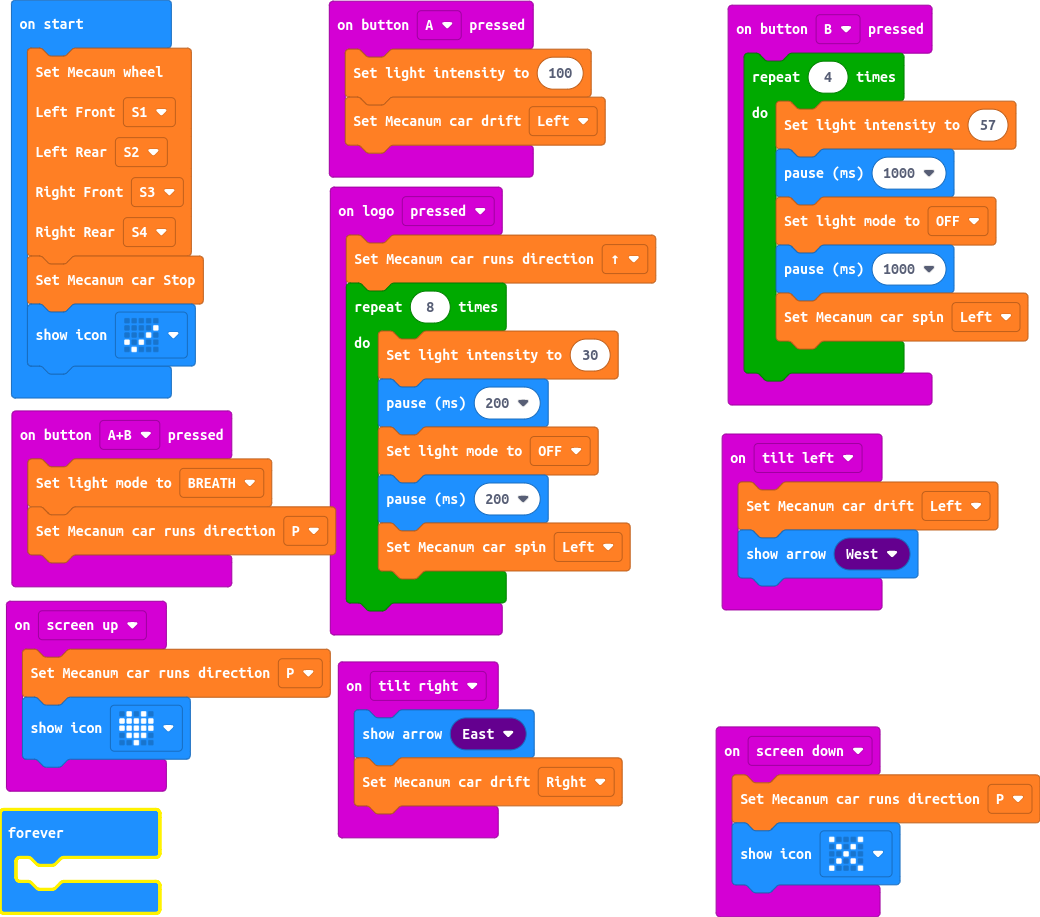 on start
Set Mecaum wheel
Left Front S1
Left Rear S2
Right Front S3
Right Rear S4
Set Mecanum car Stop
show icon
on button A+B pressed
Set light mode to BREATH
Set Mecanum car runs direction P
on screen up
Set Mecanum car runs direction P
show icon
forever
on button A pressed
Set light intensity to 100
Set Mecanum car drift Left
on logo pressed
Set Mecanum car runs direction ↑
repeat 8 times
do
Set light intensity to 30
pause (ms) 200
Set light mode to OFF
pause (ms) 200
Set Mecanum car spin Left
on tilt right
show arrow East
Set Mecanum car drift Right
on button B pressed
repeat 4 times
do
Set light intensity to 57
pause (ms) 1000
Set light mode to OFF
pause (ms) 1000
Set Mecanum car spin Left
on tilt left
Set Mecanum car drift Left
show arrow West
on screen down
Set Mecanum car runs direction P
show icon